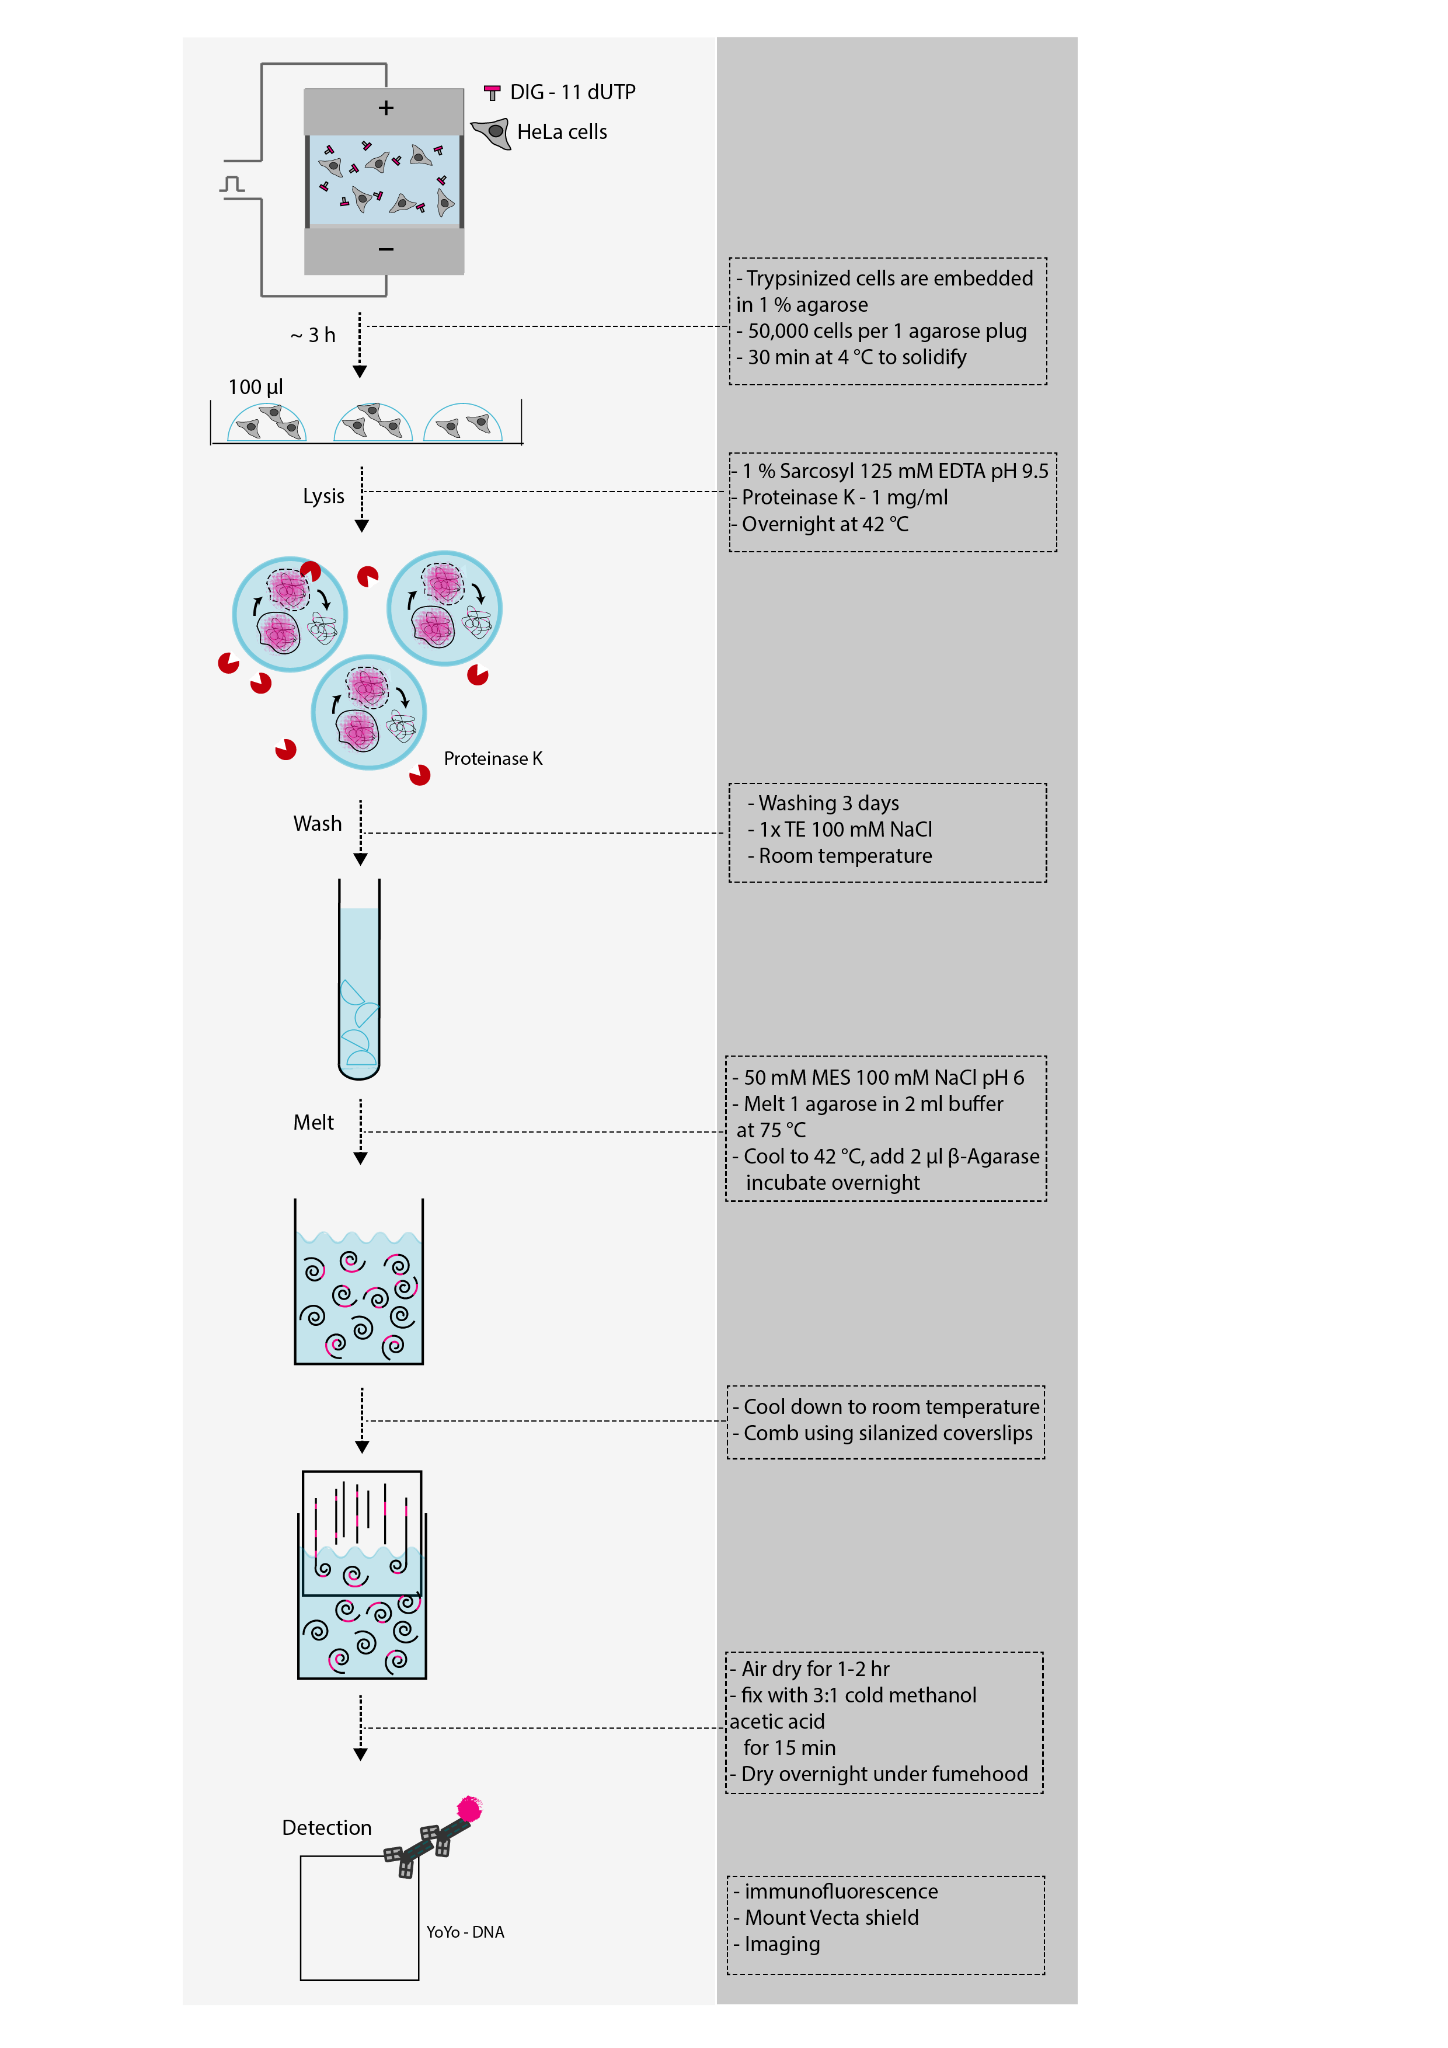 +
DIG - 11 dUTP
HeLa cells
–
- Trypsinized cells are embedded
in 1 % agarose
- 50,000 cells per 1 agarose plug
- 30 min at 4 °C to solidify
~ 3 h
100 µl
- 1 % Sarcosyl 125 mM EDTA pH 9.5
- Proteinase K - 1 mg/ml
- Overnight at 42 °C
Lysis
Proteinase K
Wash
- Washing 3 days
- 1x TE 100 mM NaCl
- Room temperature
Melt
- 50 mM MES 100 mM NaCl pH 6
- Melt 1 agarose in 2 ml buffer
at 75 °C
- Cool to 42 °C, add 2 µl β-Agarase
incubate overnight
- Cool down to room temperature
- Comb using silanized coverslips
- Air dry for 1-2 hr
- fix with 3:1 cold methanol
acetic acid
for 15 min
- Dry overnight under fumehood
Detection
YoYo - DNA
- immunofluorescence
- Mount Vecta shield
- Imaging